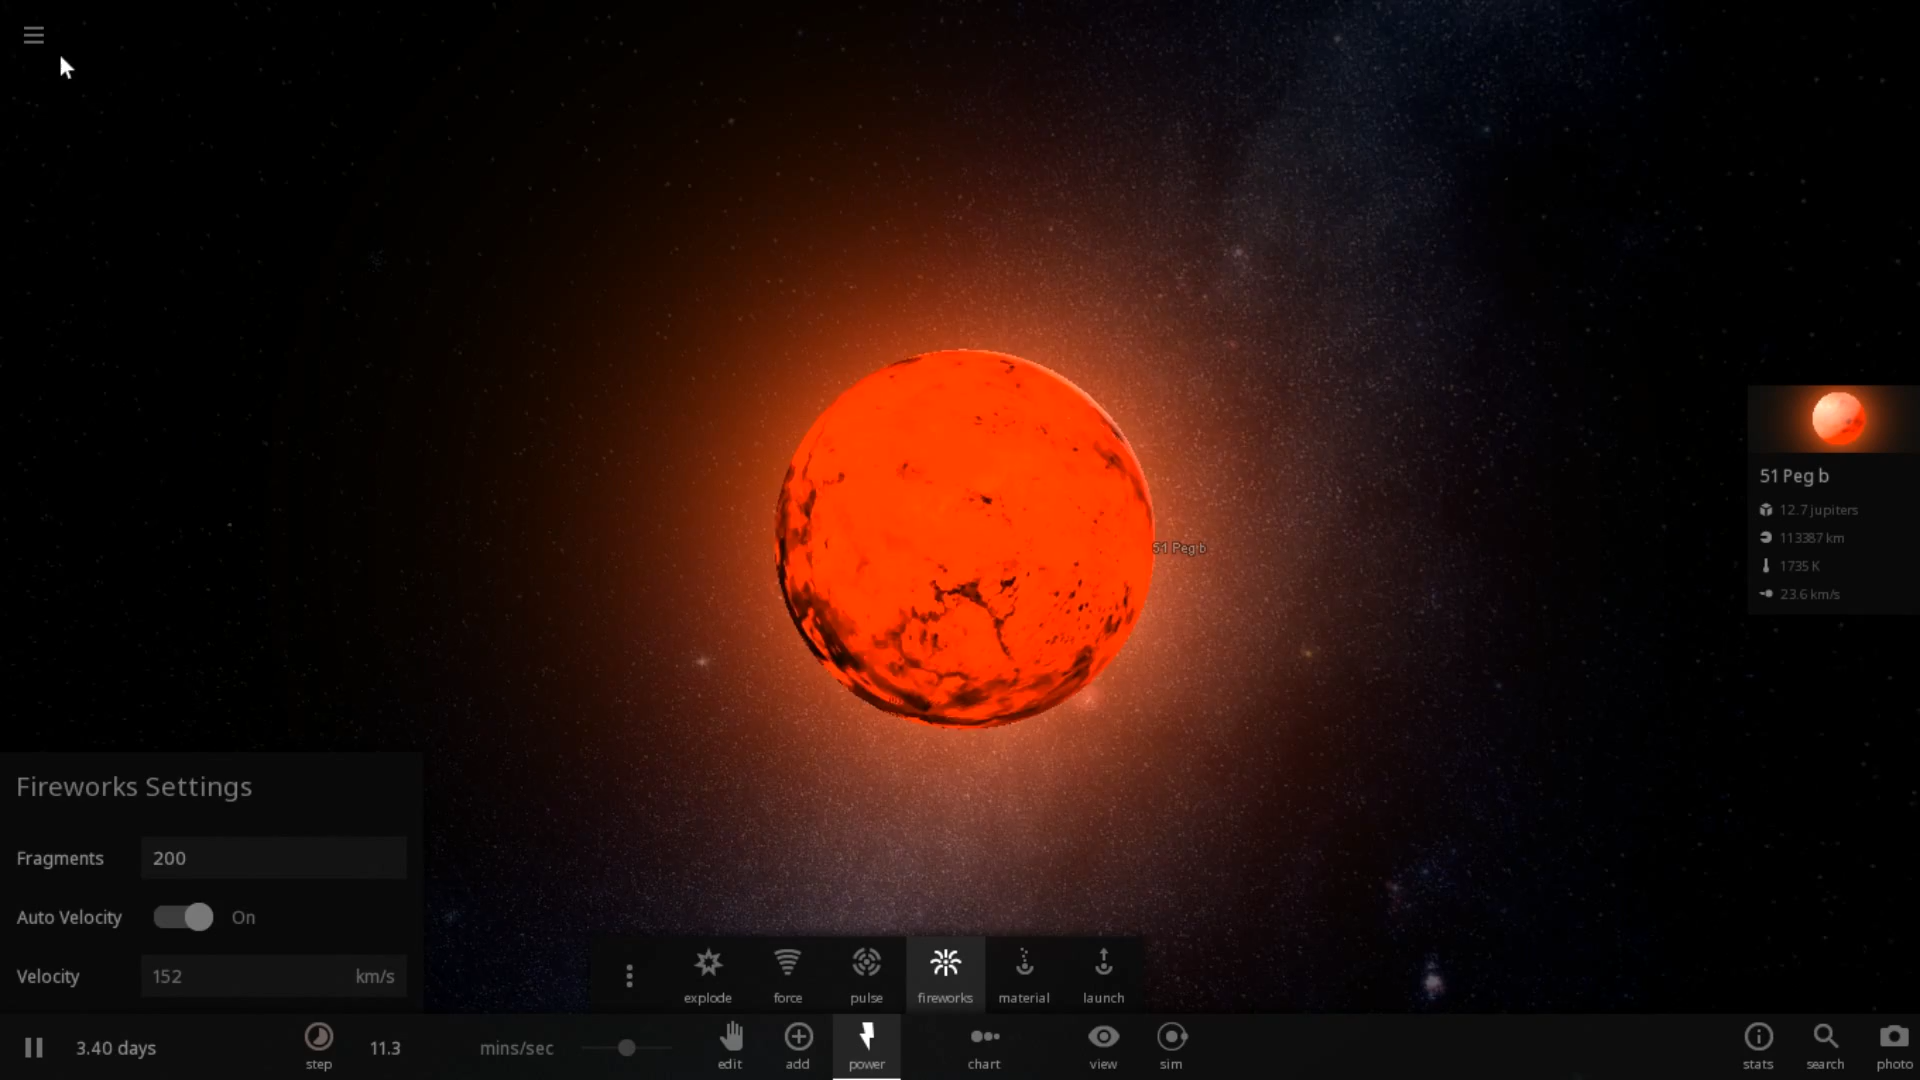 51 Peg b
51 Peg b
12.7 jupiters
113387 km
1735 K
23.6 km/s
Fireworks Settings
Fragments 200
Auto Velocity On
Velocity 152 km/s
explode force pulse fireworks material launch
3.40 days step 11.3 mins/sec edit add power chart view sim stats search photo